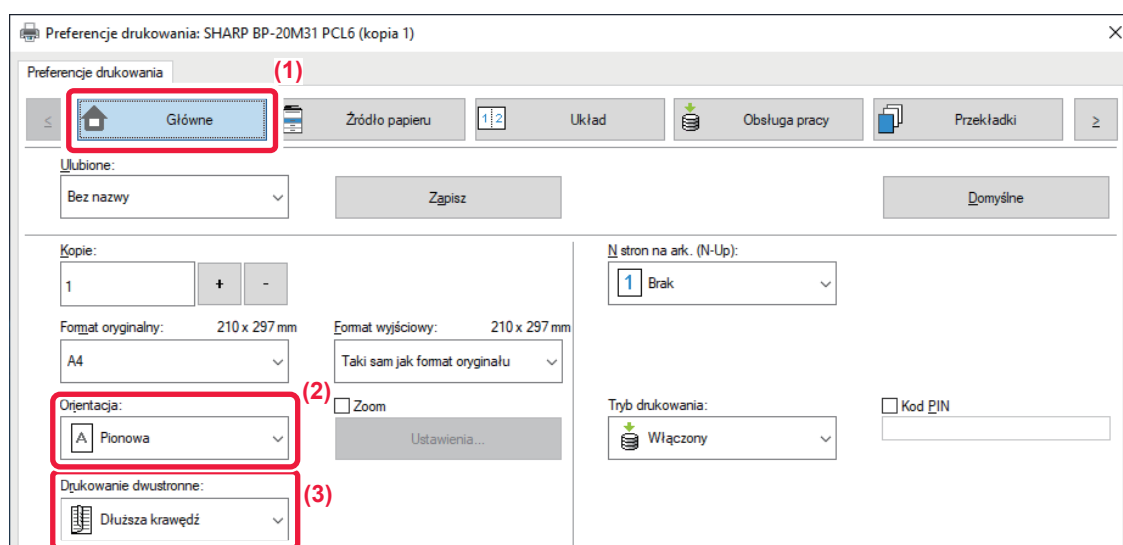 Preferencje drukowania: SHARP BP-20M31 PCL6 (kopia 1)
Preferencje drukowania
(1)
≤ Główne Źródło papieru 1 2 Układ Obsługa pracy Przekładki ≥
Ulubione:
Bez nazwy Zapisz Domyślne
Kopie: N stron na ark. (N-Up):
1 + - 1 Brak
Format oryginalny: 210 x 297 mm Format wyjściowy: 210 x 297 mm
A4 Taki sam jak format oryginału
(2)
Orientacja: Zoom Tryb drukowania: Kod PIN
A Pionowa Ustawienia... Włączony
Drukowanie dwustronne:
(3)
Dłuższa krawędź